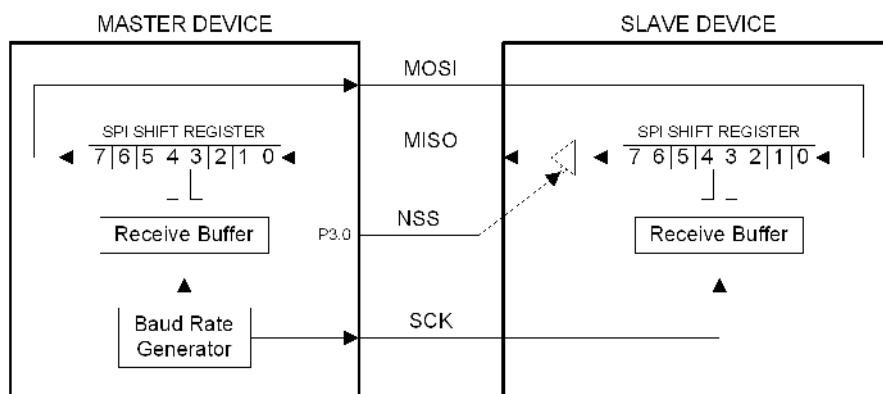 MASTER DEVICE
SLAVE DEVICE
MOSI
SPI SHIFT REGISTER
MISO
SPI SHIFT REGISTER
7 6 5 4 3 2 1 0
7 6 5 4 3 2 1 0
NSS
Receive Buffer
P3.0
Receive Buffer
SCK
Baud Rate
Generator